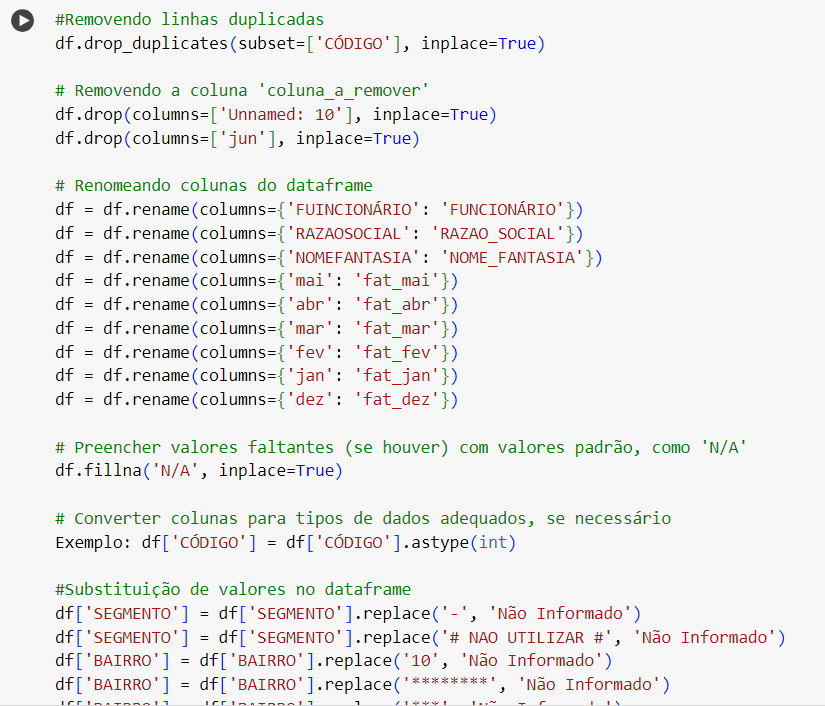 #Removendo linhas duplicadas
df.drop_duplicates(subset=['CÓDIGO'], inplace=True)
# Removendo a coluna 'coluna_a_remover'
df.drop(columns=['Unnamed: 10'], inplace=True)
df.drop(columns=['jun'], inplace=True)
# Renomeando colunas do dataframe
df = df.rename(columns={'FUINCIONÁRIO': 'FUNCIONÁRIO'})
df = df.rename(columns={'RAZAOSOCIAL': 'RAZAO_SOCIAL'})
df = df.rename(columns={'NOMEFANTASIA': 'NOME_FANTASIA'})
df = df.rename(columns={'mai': 'fat_mai'})
df = df.rename(columns={'abr': 'fat_abr'})
df = df.rename(columns={'mar': 'fat_mar'})
df = df.rename(columns={'fev': 'fat_fev'})
df = df.rename(columns={'jan': 'fat_jan'})
df = df.rename(columns={'dez': 'fat_dez'})
# Preencher valores faltantes (se houver) com valores padrão, como 'N/A'
df.fillna('N/A', inplace=True)
# Converter colunas para tipos de dados adequados, se necessário
Exemplo: df['CÓDIGO'] = df['CÓDIGO'].astype(int)
#Substituição de valores no dataframe
df['SEGMENTO'] = df['SEGMENTO'].replace('-', 'Não Informado')
df['SEGMENTO'] = df['SEGMENTO'].replace('# NAO UTILIZAR #', 'Não Informado')
df['BAIRRO'] = df['BAIRRO'].replace('10', 'Não Informado')
df['BAIRRO'] = df['BAIRRO'].replace('********', 'Não Informado')